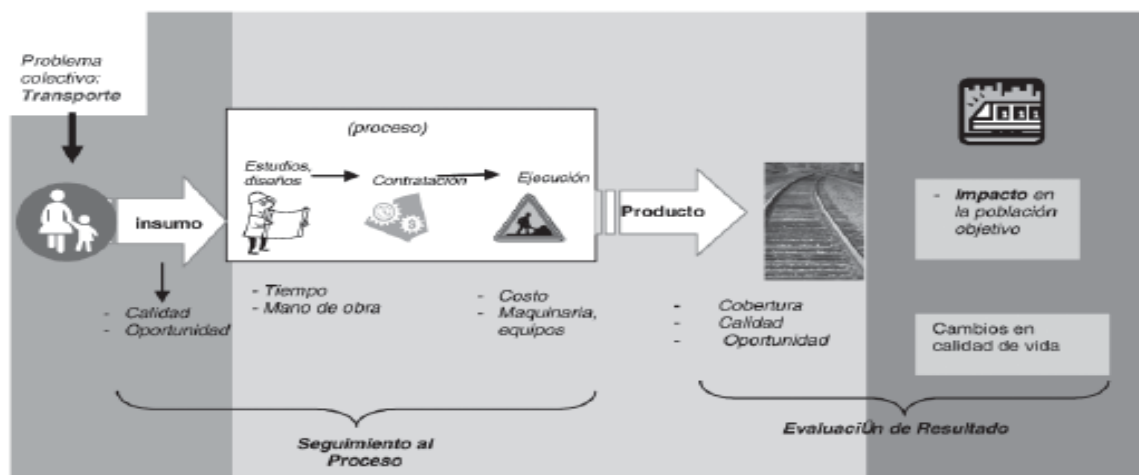 Problema
colectivo:
Transporte
insumo
- Calidad
- Oportunidad
(proceso)
Estudios,
diseños
Contratación
Ejecución
- Tiempo
- Mano de obra
- Costo
- Maquinaria,
equipos
Producto
- Cobertura
- Calidad
- Oportunidad
- Impacto en
la población
objetivo
Cambios en
calidad de vida
Seguimiento al
Proceso
EvaluaciÛn de Resultado